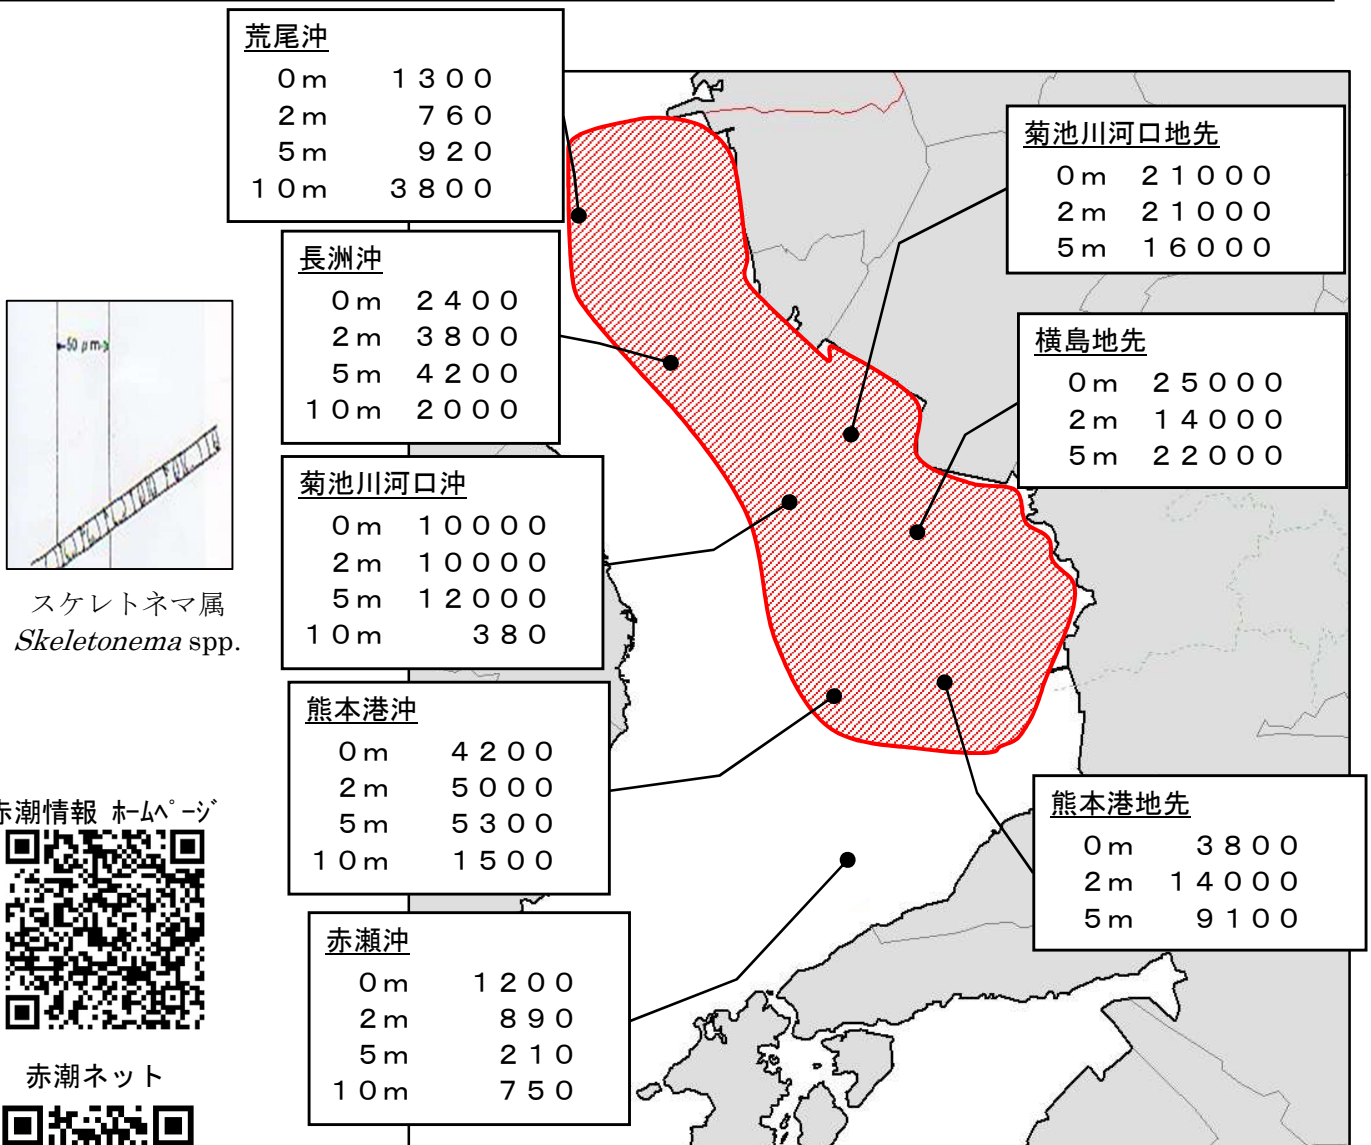 荒尾沖
0m 1300
2m 760
5m 920
10m 3800
長洲沖
0m 2400
2m 3800
5m 4200
10m 2000
菊池川河口沖
0m 10000
2m 10000
5m 12000
10m 380
熊本港沖
0m 4200
2m 5000
5m 5300
10m 1500
赤瀬沖
0m 1200
2m 890
5m 210
10m 750
菊池川河口地先
0m 21000
2m 21000
5m 16000
横島地先
0m 25000
2m 14000
5m 22000
熊本港地先
0m 3800
2m 14000
5m 9100
50μm
スケレトネマ属
Skeletonema spp.
赤潮情報 ﾎｰﾑﾍﾟｰｼﾞ
赤潮ネット